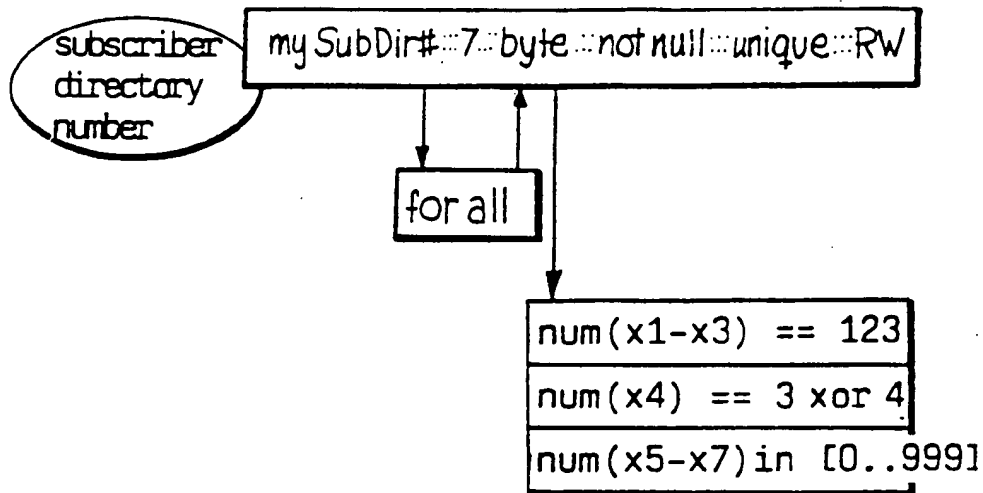 subscriber
directory
number
my SubDir# ::: 7 ::: byte ::: not null ::: unique ::: RW
for all
num(x1-x3) == 123
num(x4) == 3 xor 4
num(x5-x7) in [0..999]